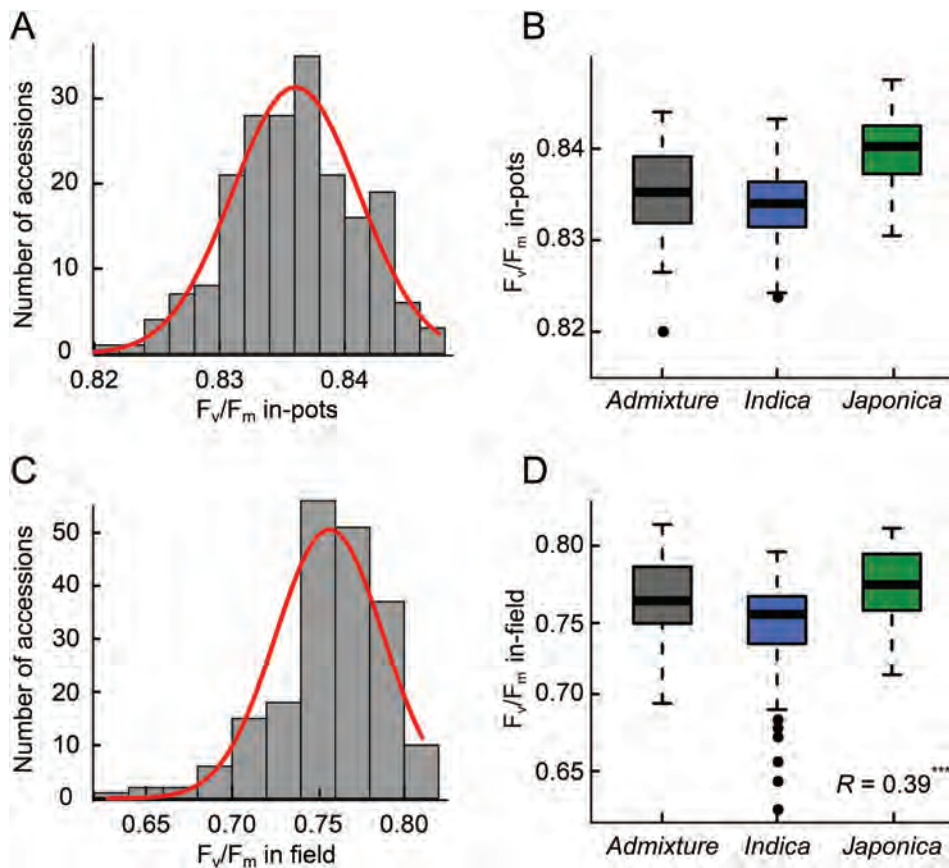 A
Number of accessions
30
20
10
0
0.82 0.83 0.84
Fv/Fm in-pots
B
Fv/Fm in-pots
0.84
0.83
0.82
Admixture Indica Japonica
C
Number of accessions
50
40
30
20
10
0
0.65 0.70 0.75 0.80
Fv/Fm in field
D
Fv/Fm in-field
0.80
0.75
0.70
0.65
R = 0.39***
Admixture Indica Japonica